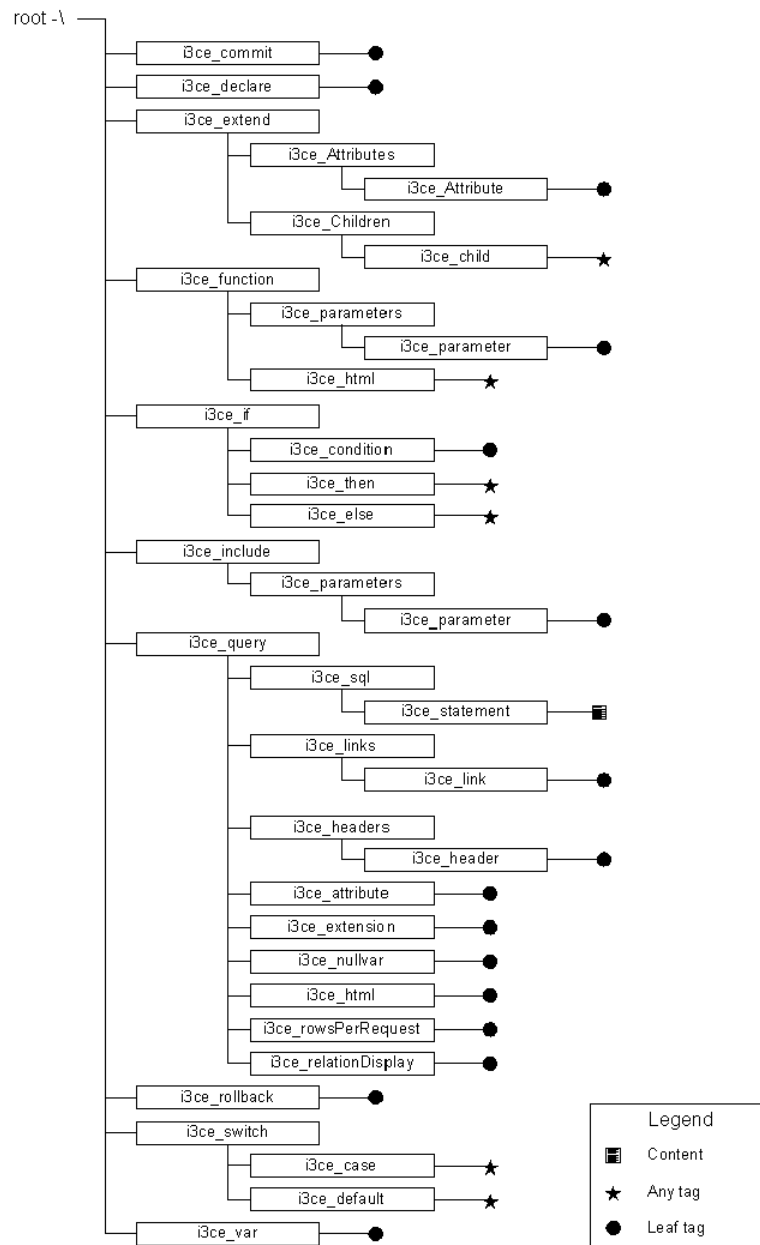 root -\
i3ce_commit
i3ce_declare
i3ce_extend
i3ce_Attributes
i3ce_Attribute
i3ce_Children
i3ce_child
i3ce_function
i3ce_parameters
i3ce_parameter
i3ce_html
i3ce_if
i3ce_condition
i3ce_then
i3ce_else
i3ce_include
i3ce_parameters
i3ce_parameter
i3ce_query
i3ce_sql
i3ce_statement
i3ce_links
i3ce_link
i3ce_headers
i3ce_header
i3ce_attribute
i3ce_extension
i3ce_nullvar
i3ce_html
i3ce_rowsPerRequest
i3ce_relationDisplay
i3ce_rollback
i3ce_switch
i3ce_case
i3ce_default
i3ce_var
Legend
Content
Any tag
Leaf tag